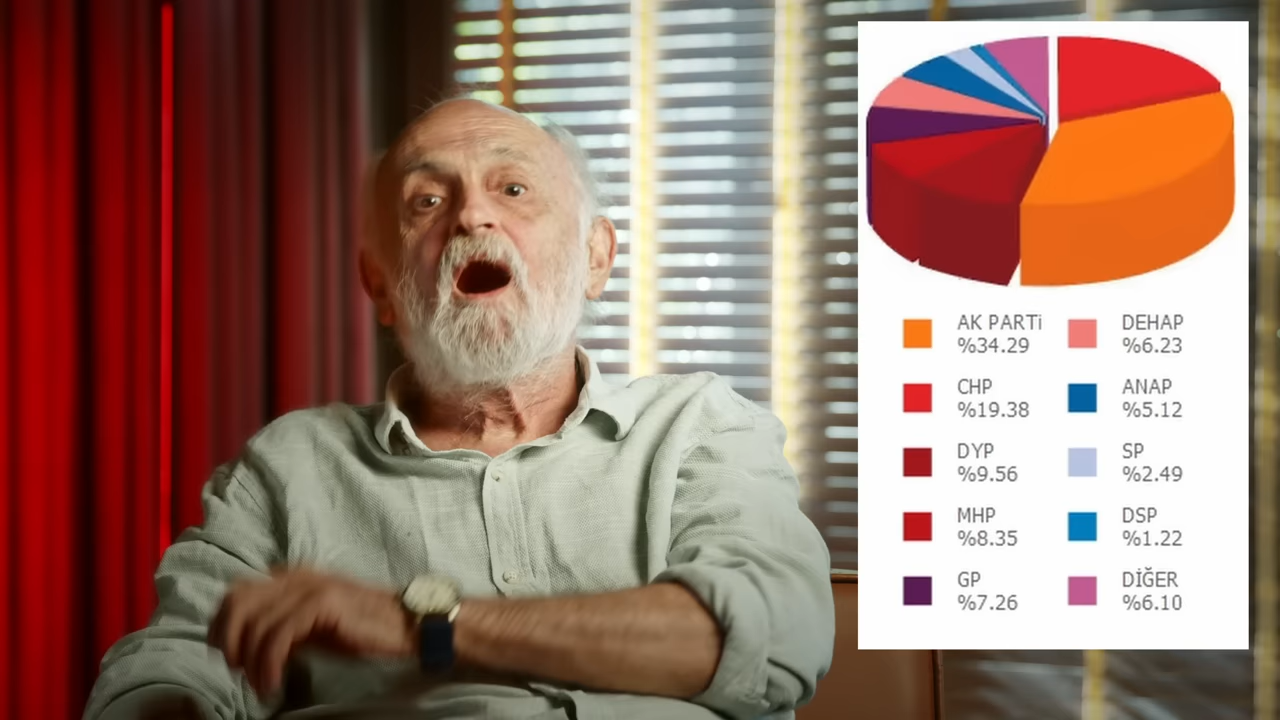 AK PARTi
%34.29
CHP
%19.38
DYP
%9.56
MHP
%8.35
GP
%7.26
DEHAP
%6.23
ANAP
%5.12
SP
%2.49
DSP
%1.22
DİĞER
%6.10